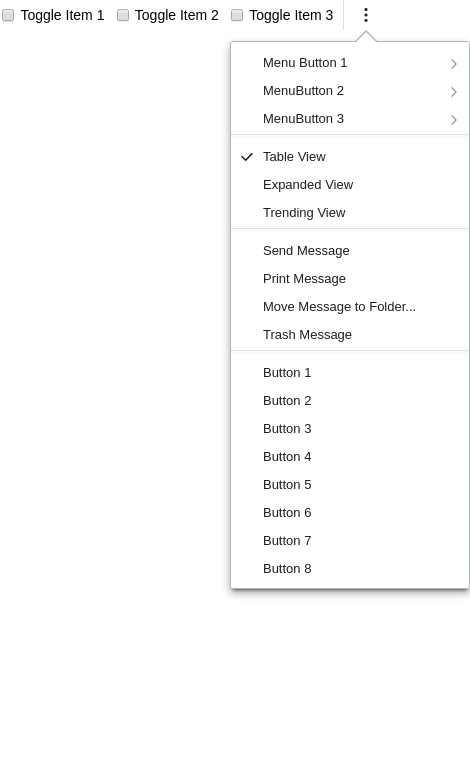 Toggle Item 1 Toggle Item 2 Toggle Item 3
Menu Button 1
MenuButton 2
MenuButton 3
Table View
Expanded View
Trending View
Send Message
Print Message
Move Message to Folder...
Trash Message
Button 1
Button 2
Button 3
Button 4
Button 5
Button 6
Button 7
Button 8